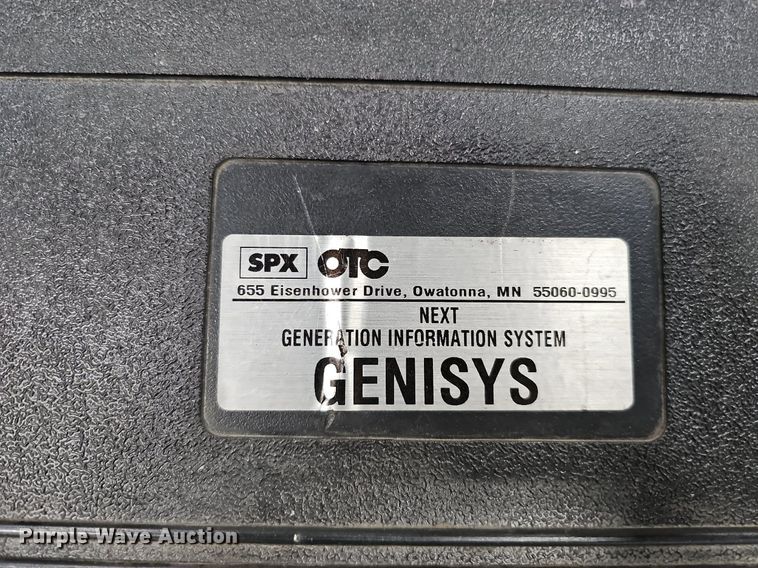 SPX OTC
655 Eisenhower Drive, Owatonna, MN 55060-0995
NEXT
GENERATION INFORMATION SYSTEM
GENISYS
Purple Wave Auction